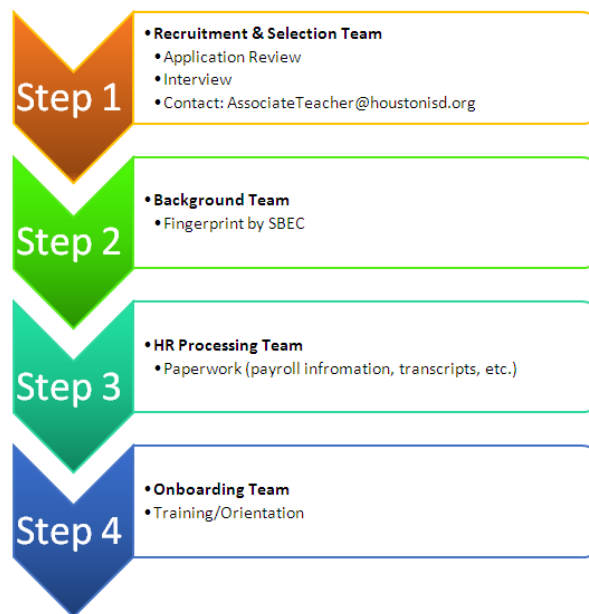 Step 1
•Recruitment & Selection Team
•Application Review
•Interview
•Contact: AssociateTeacher@houstonisd.org
Step 2
•Background Team
•Fingerprint by SBEC
Step 3
•HR Processing Team
•Paperwork (payroll infromation, transcripts, etc.)
Step 4
•Onboarding Team
•Training/Orientation